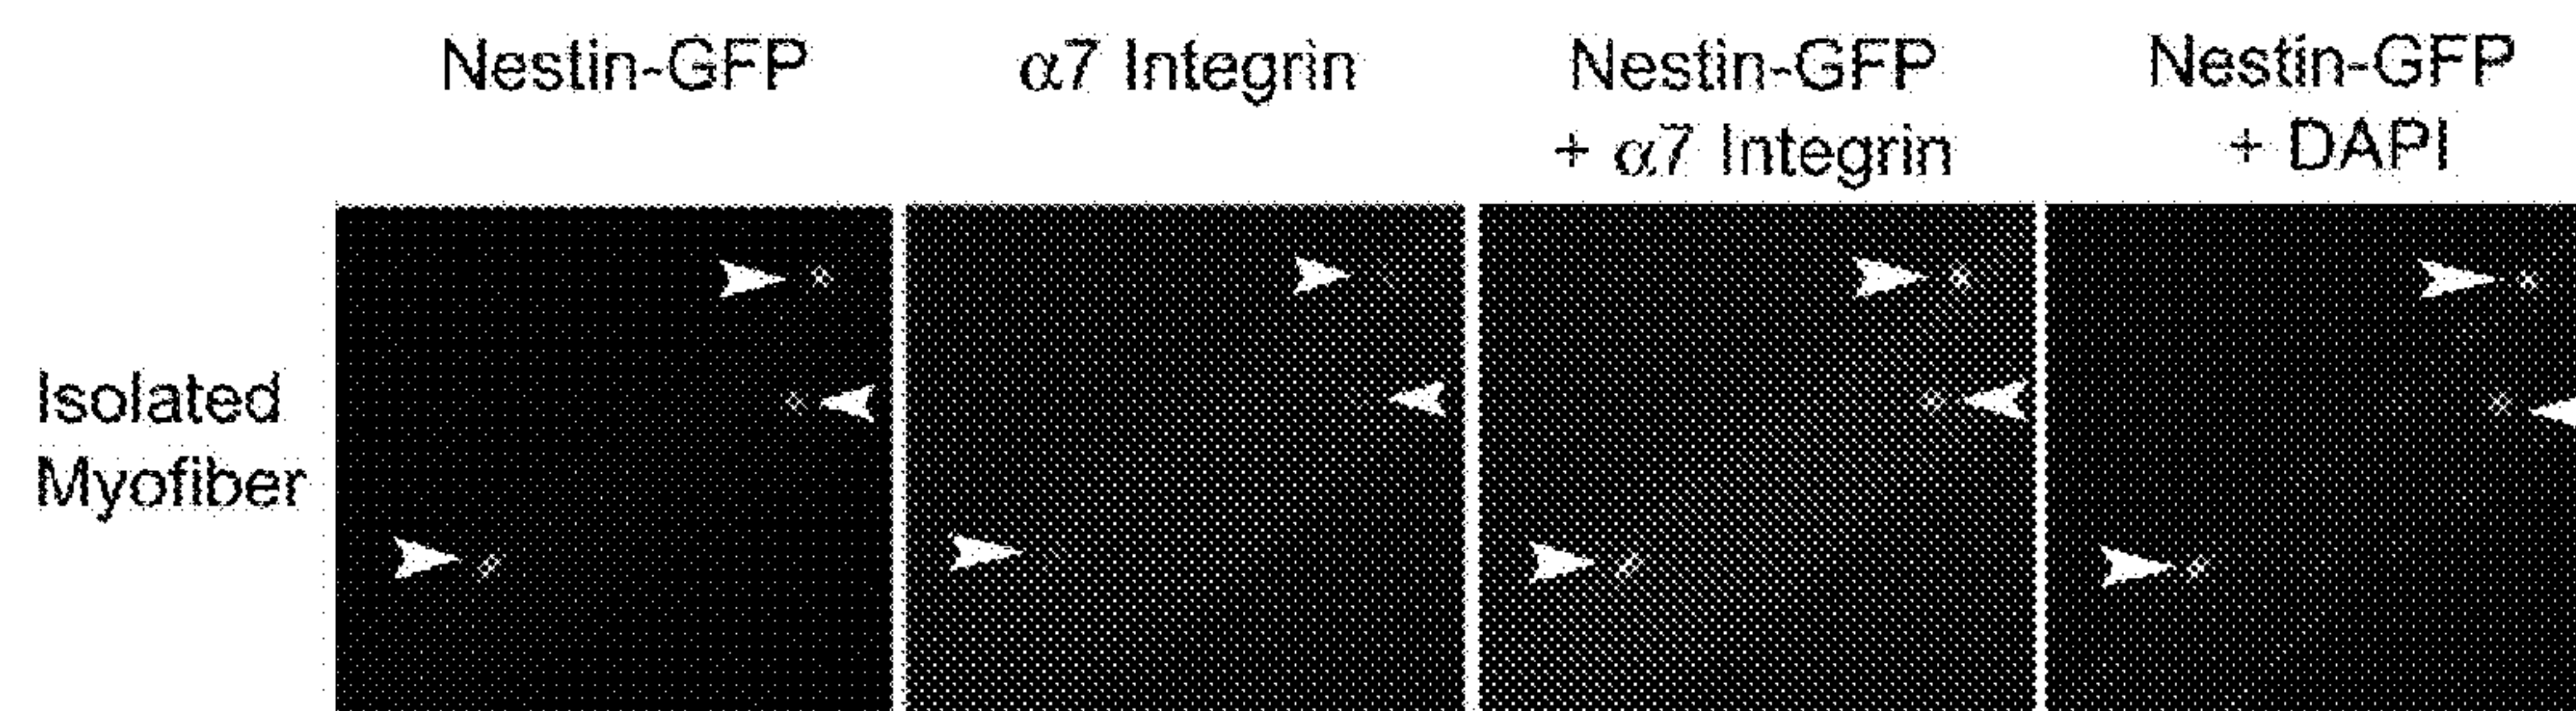 Nestin-GFP
α7 Integrin
Nestin-GFP
+ α7 Integrin
Nestin-GFP
+ DAPI
Isolated
Myofiber